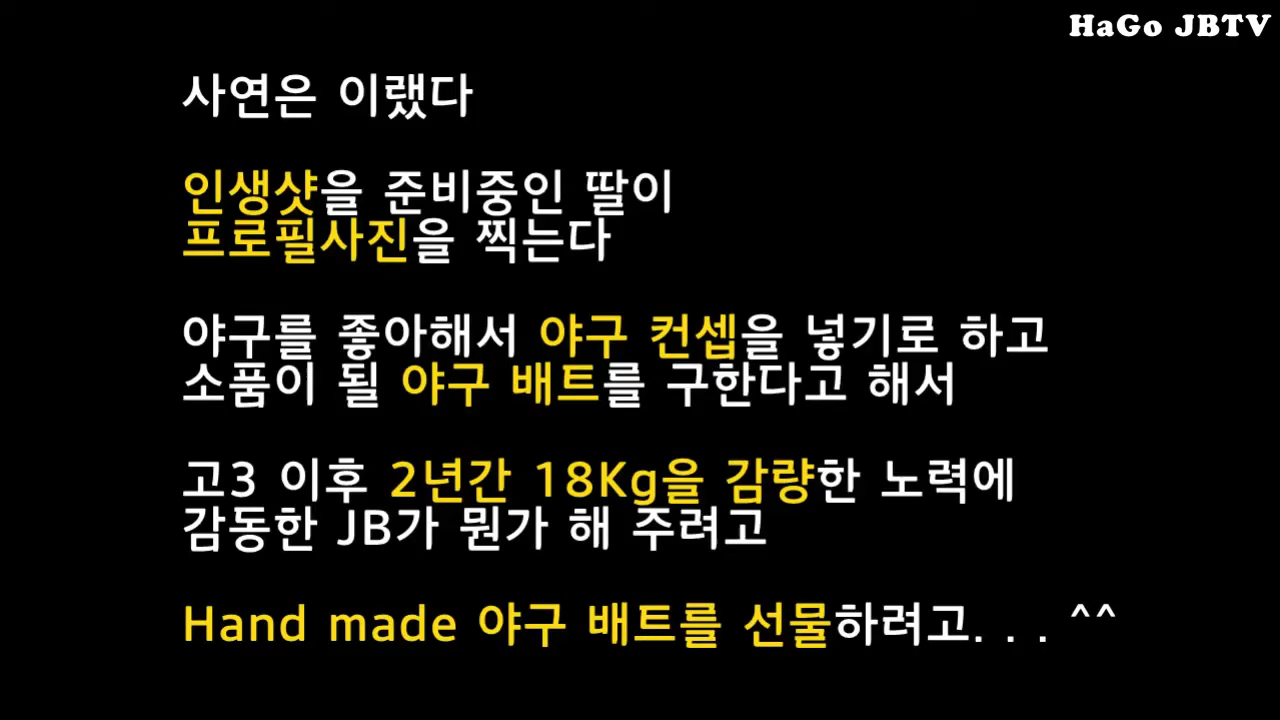 HaGo JBTV
사연은 이랬다
인생샷을 준비중인 딸이
프로필사진을 찍는다
야구를 좋아해서 야구 컨셉을 넣기로 하고
소품이 될 야구 배트를 구한다고 해서
고3 이후 2년간 18Kg을 감량한 노력에
감동한 JB가 뭔가 해 주려고
Hand made 야구 배트를 선물하려고. . . ^^